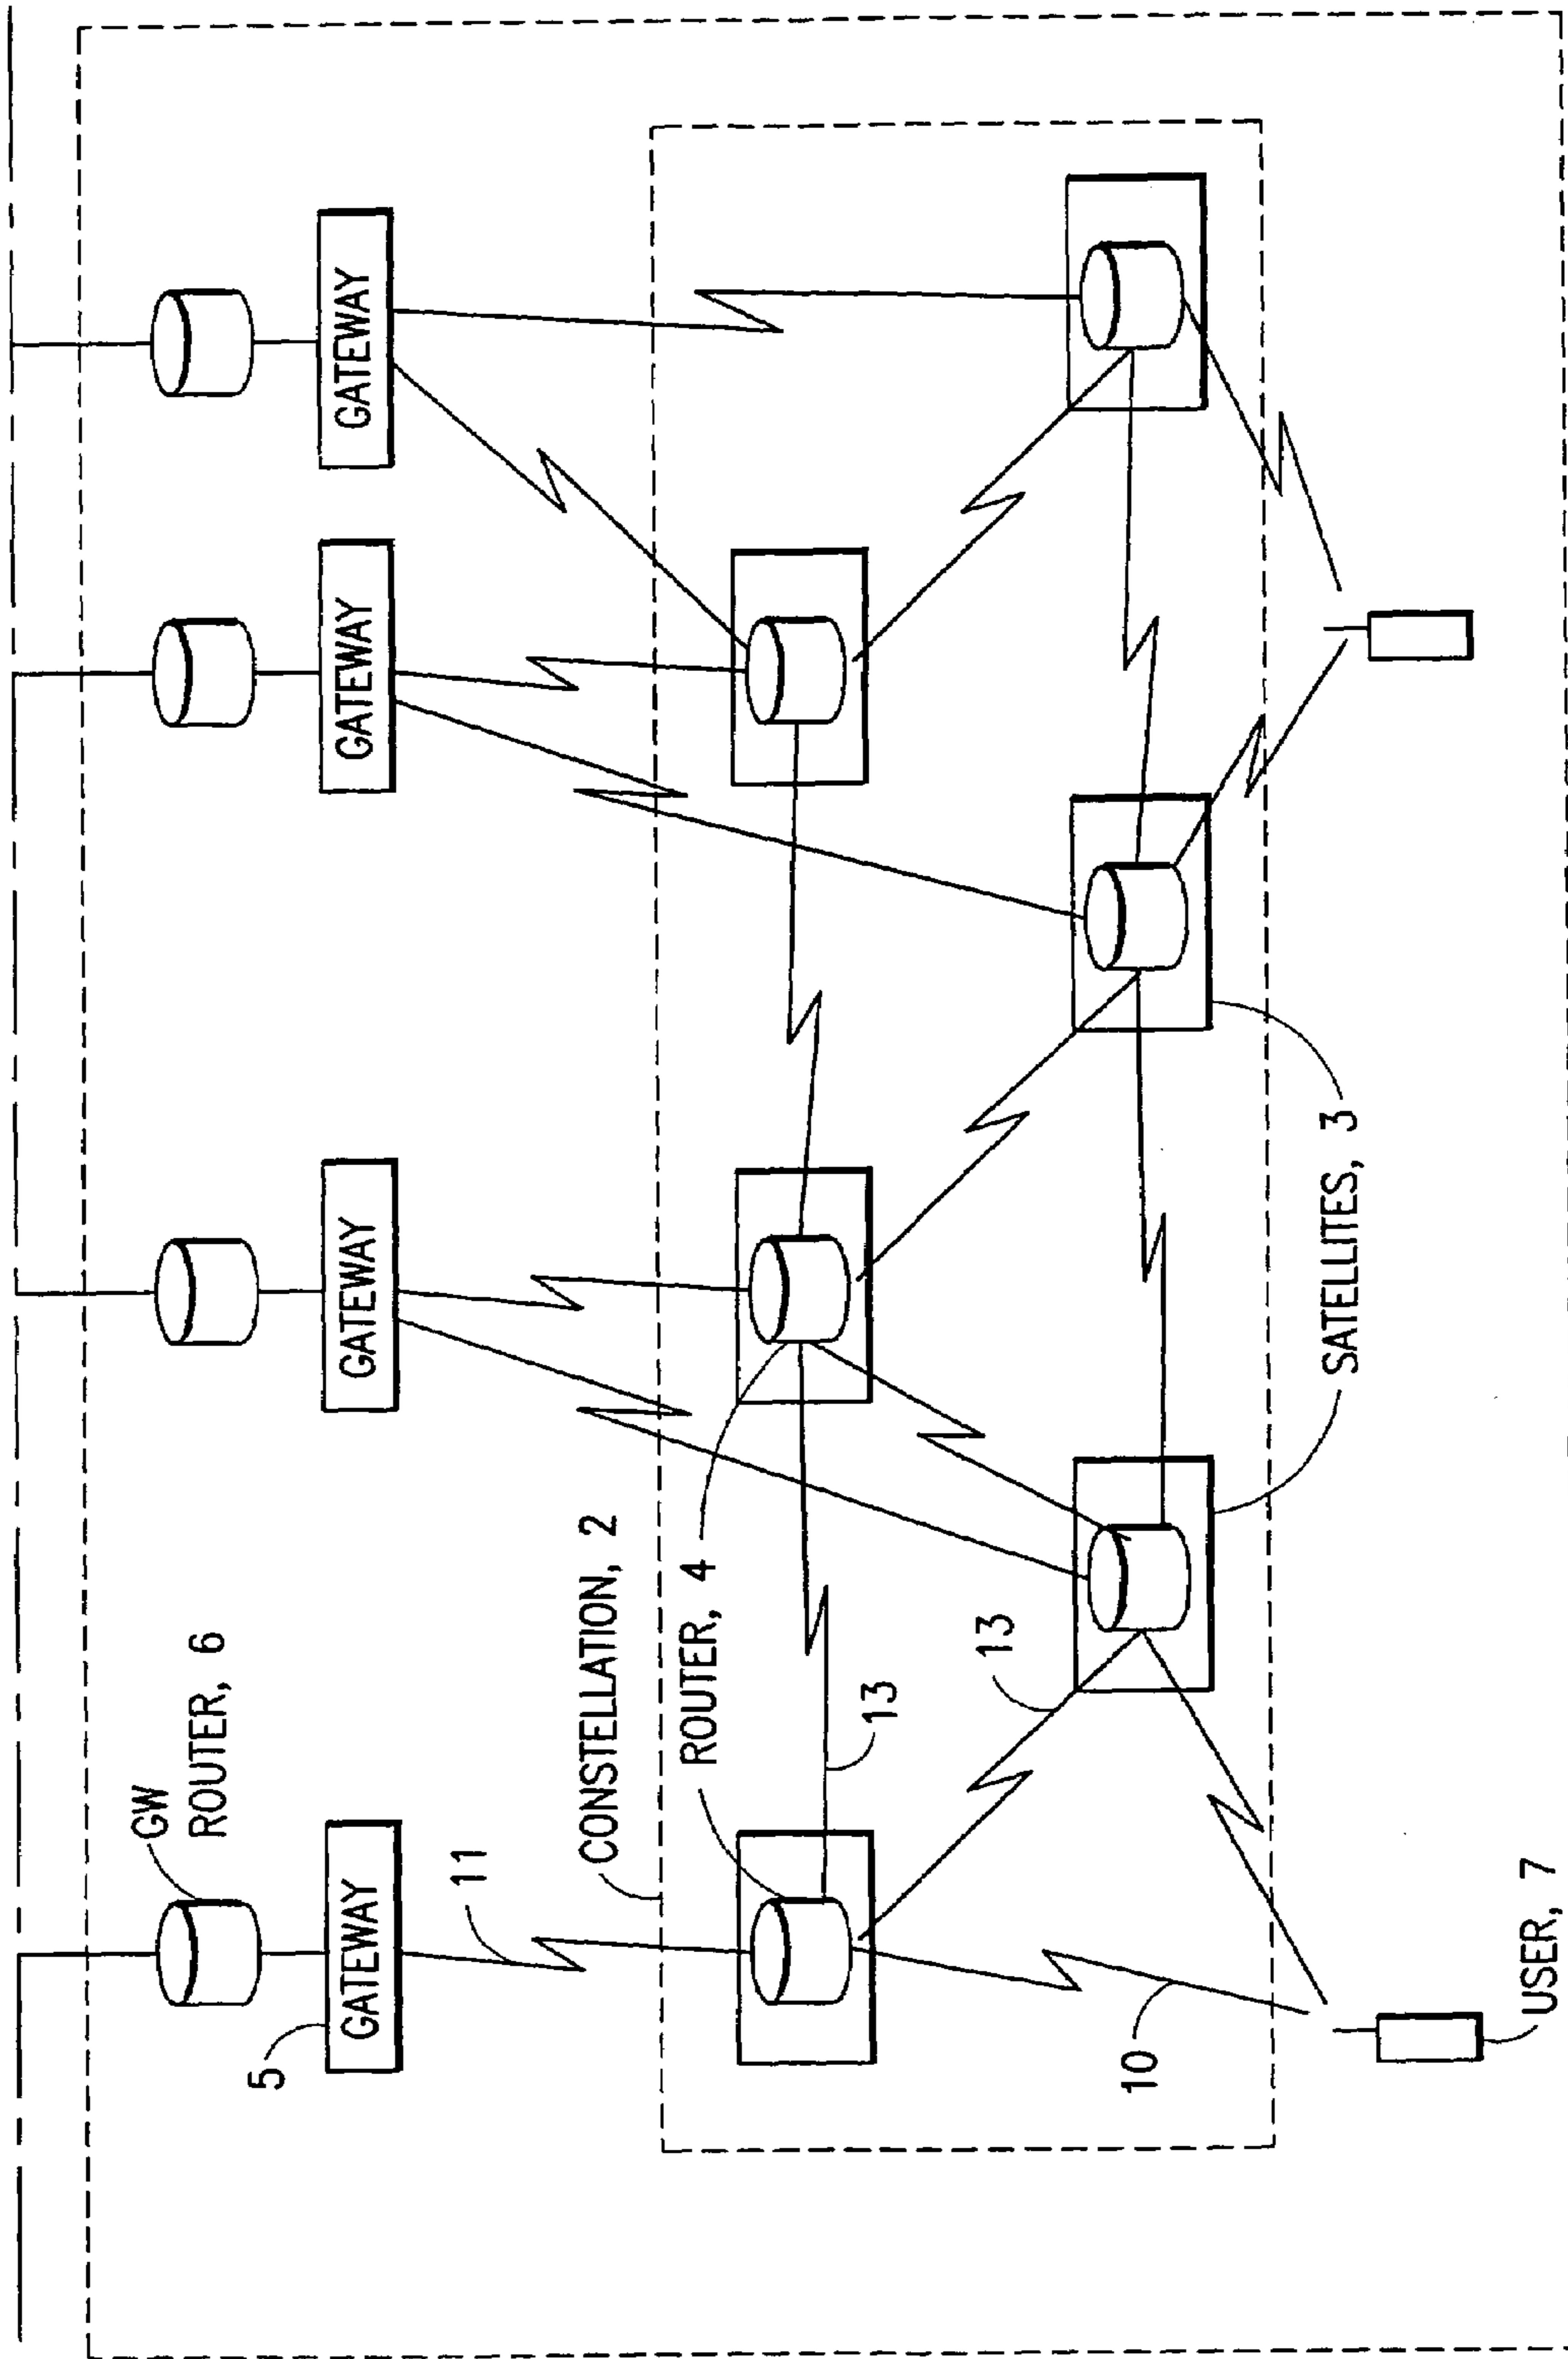 GW
ROUTER, 6
5
GATEWAY
GATEWAY
GATEWAY
GATEWAY
11
CONSTELLATION, 2
ROUTER, 4
13
13
10
SATELLITES, 3
USER, 7